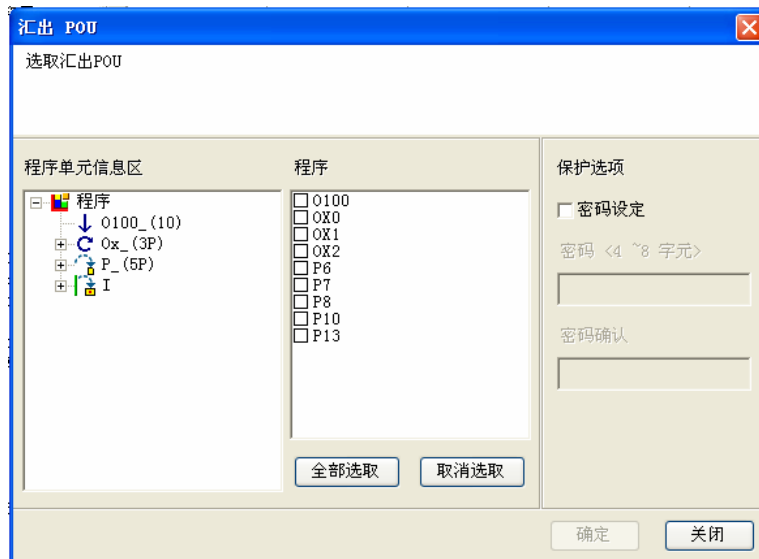 汇出 POU
选取汇出POU
程序单元信息区
程序
O100_(10)
Ox_(3P)
P_(5P)
I
程序
O100
OX0
OX1
OX2
P6
P7
P8
P10
P13
全部选取
取消选取
保护选项
密码设定
密码 <4 ~8 字元>
密码确认
确定
关闭